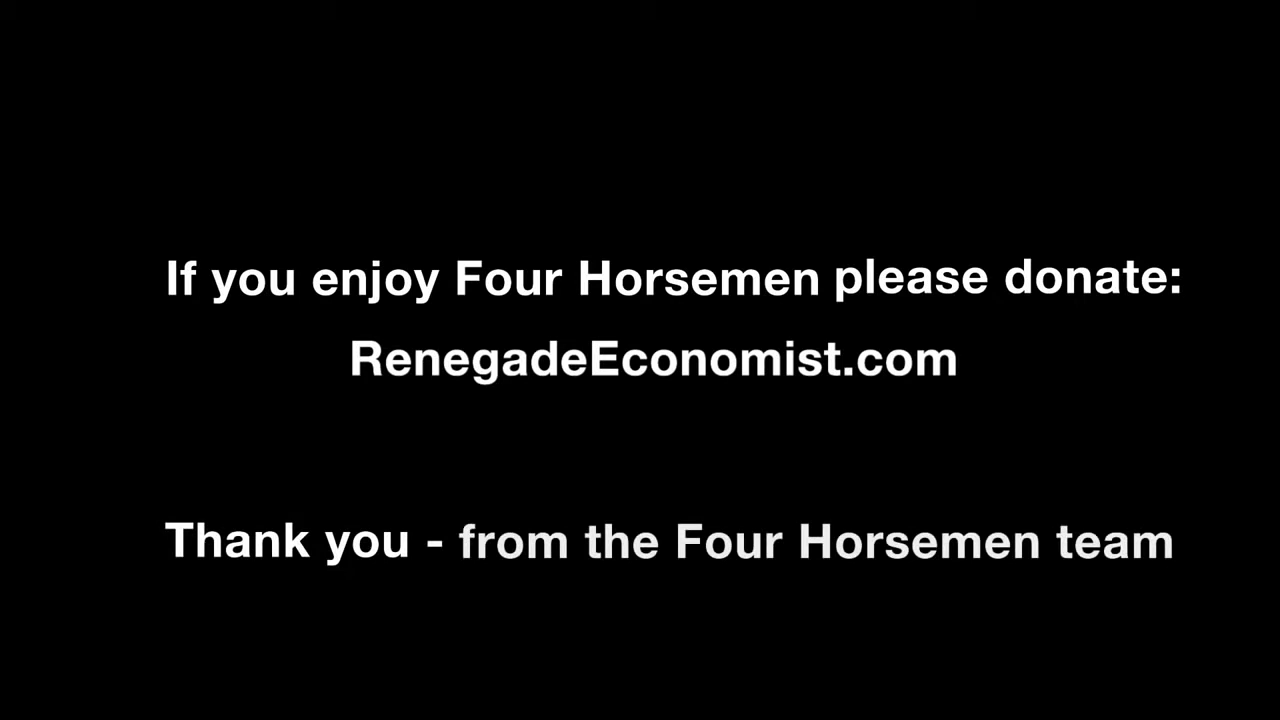 If you enjoy Four Horsemen please donate:
RenegadeEconomist.com
Thank you - from the Four Horsemen team